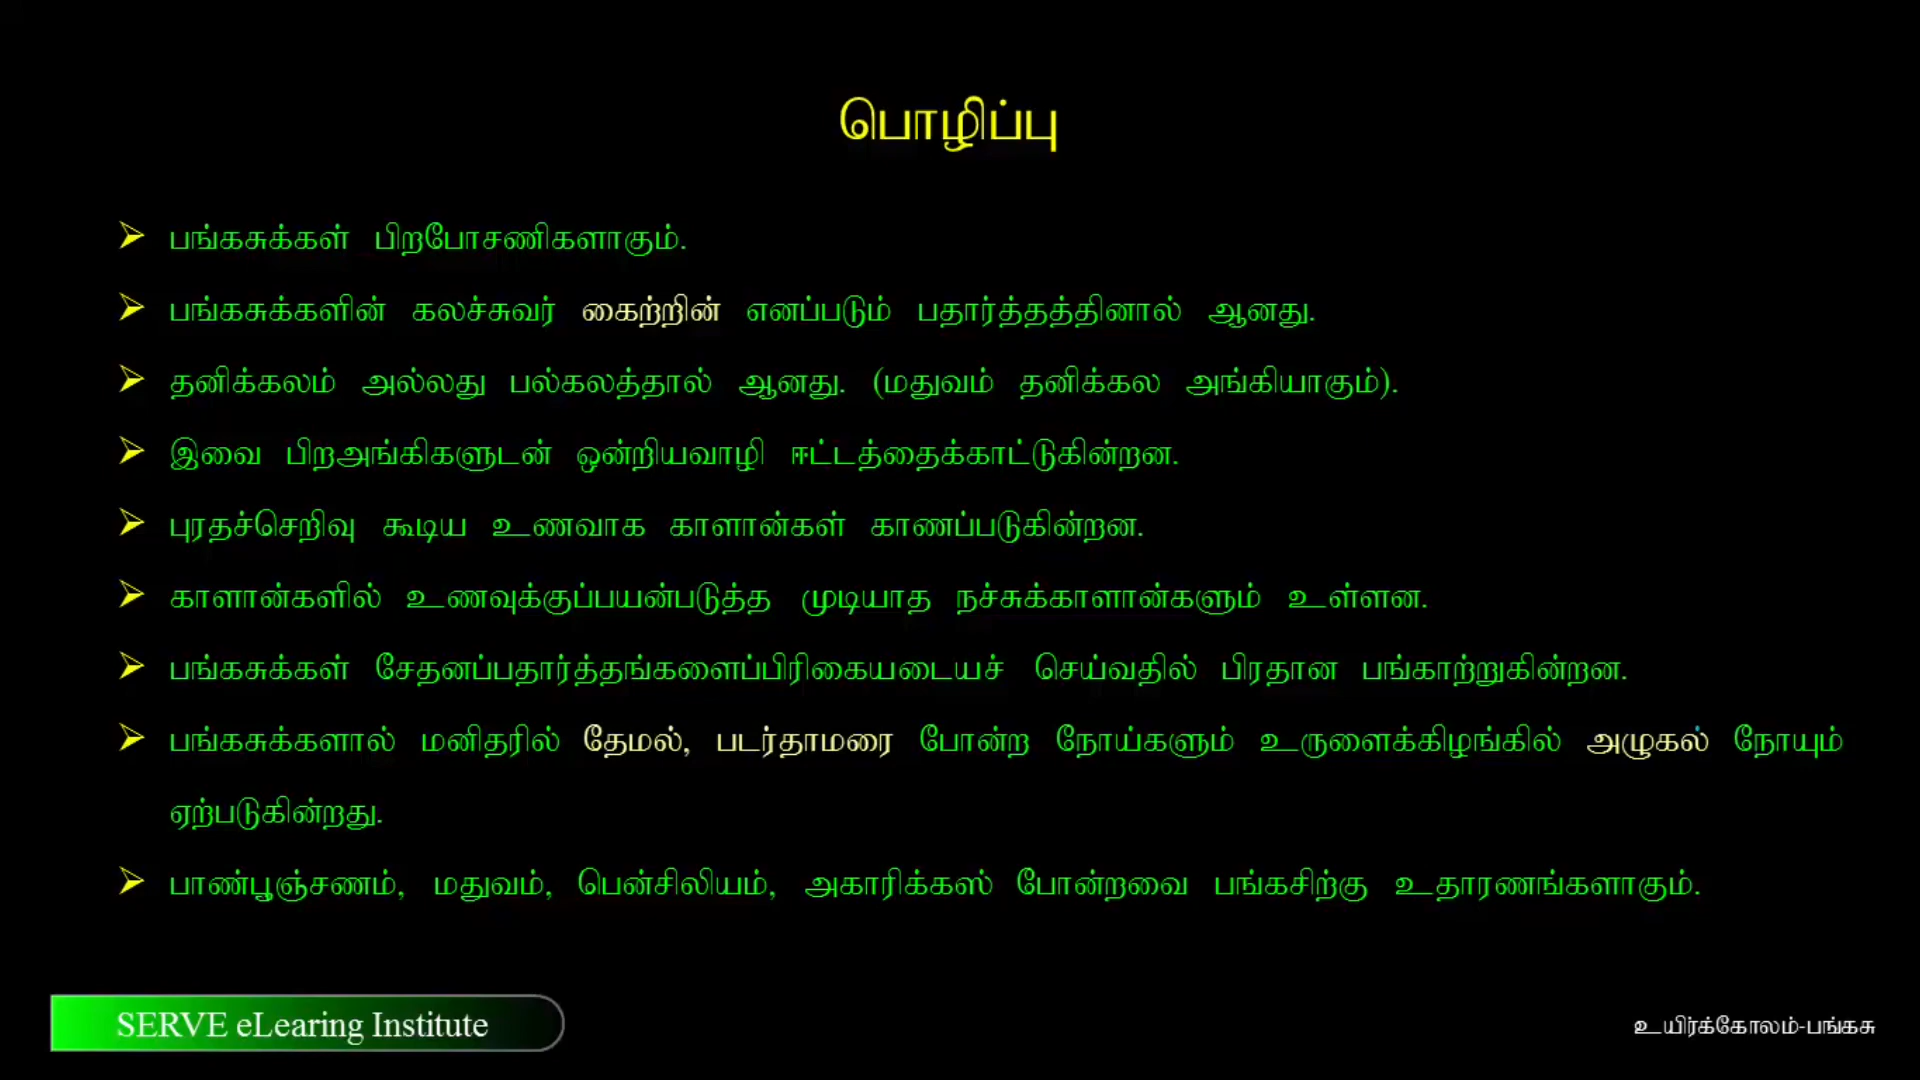 பொழிப்பு
➢ பங்கசுக்கள் பிறபோசணிகளாகும்.
➢ பங்கசுக்களின் கலச்சுவர் கைற்றின் எனப்படும் பதார்த்தத்தினால் ஆனது.
➢ தனிக்கலம் அல்லது பல்கலத்தால் ஆனது. (மதுவம் தனிக்கல அங்கியாகும்).
➢ இவை பிறஅங்கிகளுடன் ஒன்றியவாழி ஈட்டத்தைக்காட்டுகின்றன.
➢ புரதச்செறிவு கூடிய உணவாக காளான்கள் காணப்படுகின்றன.
➢ காளான்களில் உணவுக்குப்பயன்படுத்த முடியாத நச்சுக்காளான்களும் உள்ளன.
➢ பங்கசுக்கள் சேதனப்பதார்த்தங்களைப்பிரிகையடையச் செய்வதில் பிரதான பங்காற்றுகின்றன.
➢ பங்கசுக்களால் மனிதரில் தேமல், படர்தாமரை போன்ற நோய்களும் உருளைக்கிழங்கில் அழுகல் நோயும்
ஏற்படுகின்றது.
➢ பாண்பூஞ்சணம், மதுவம், பென்சிலியம், அகாரிக்கஸ் போன்றவை பங்கசிற்கு உதாரணங்களாகும்.
SERVE eLearing Institute
உயிர்க்கோலம்-பங்கசு